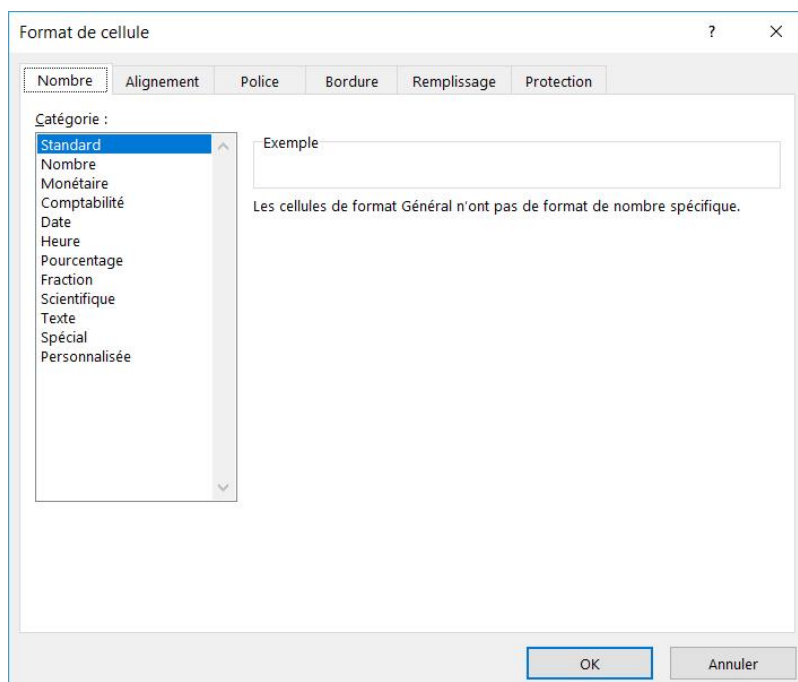 Format de cellule
?
Nombre Alignement Police Bordure Remplissage Protection
Catégorie :
Standard
Nombre
Monétaire
Comptabilité
Date
Heure
Pourcentage
Fraction
Scientifique
Texte
Spécial
Personnalisée
Exemple
Les cellules de format Général n'ont pas de format de nombre spécifique.
OK Annuler